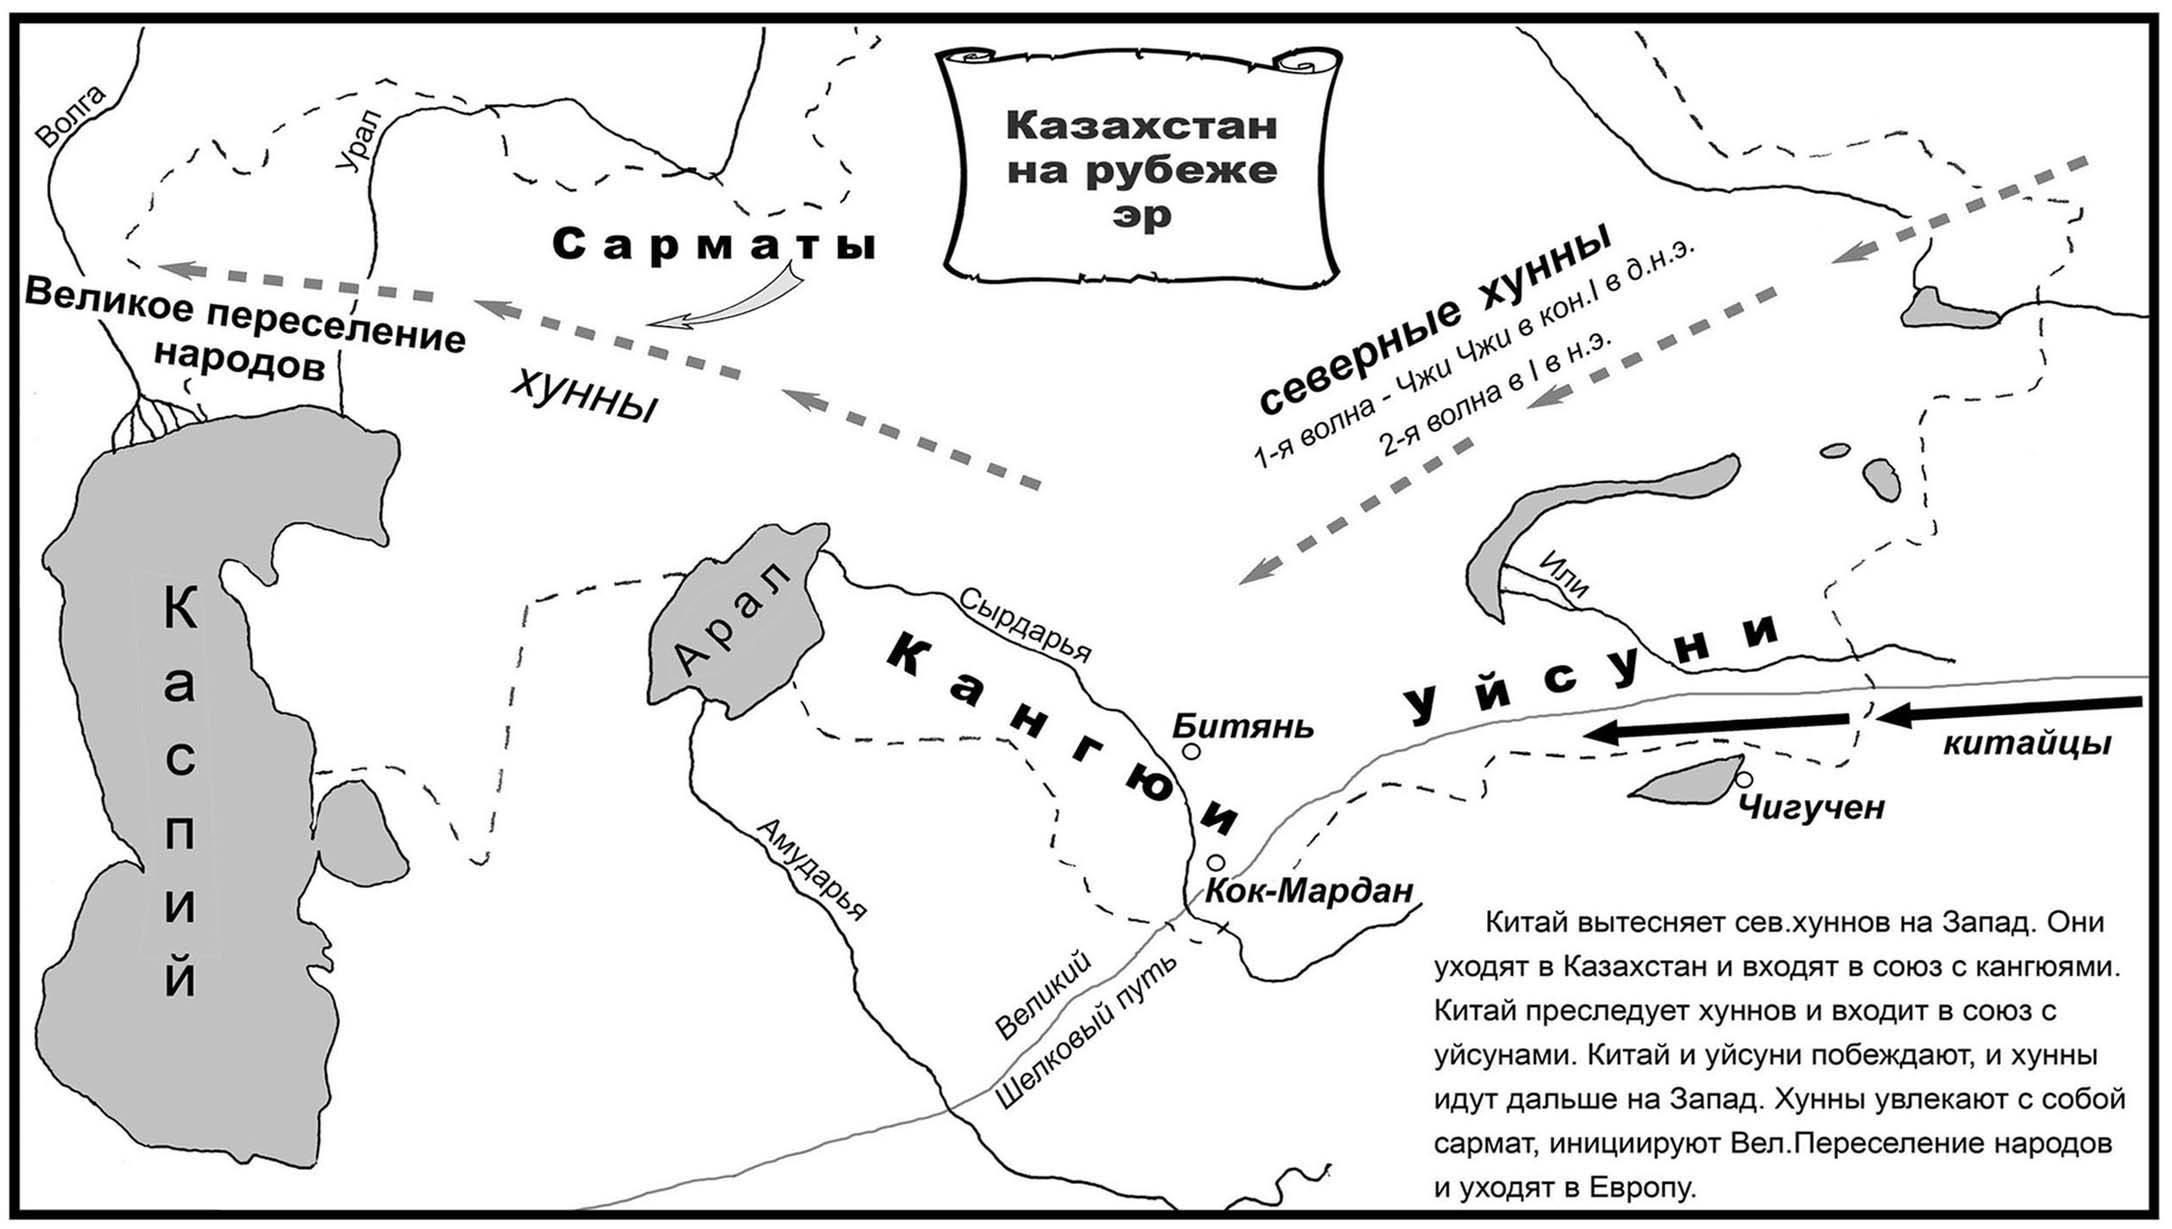 Казахстан
на рубеже
эр
Волга
Урал
Сарматы
Великое переселение
народов
хунны
северные хунны
1-я волна - Чжи Чжи в кон.I в д.н.э.
2-я волна в I в н.э.
Каспий
Арал
Сырдарья
Кангюи
Или
Уйсуни
Битянь
китайцы
Чигучен
Кок-Мардан
Амударья
Великий
Шелковый путь
Китай вытесняет сев.хуннов на Запад. Они
уходят в Казахстан и входят в союз с кангюями.
Китай преследует хуннов и входит в союз с
уйсунами. Китай и уйсуни побеждают, и хунны
идут дальше на Запад. Хунны увлекают с собой
сармат, инициируют Вел.Переселение народов
и уходят в Европу.